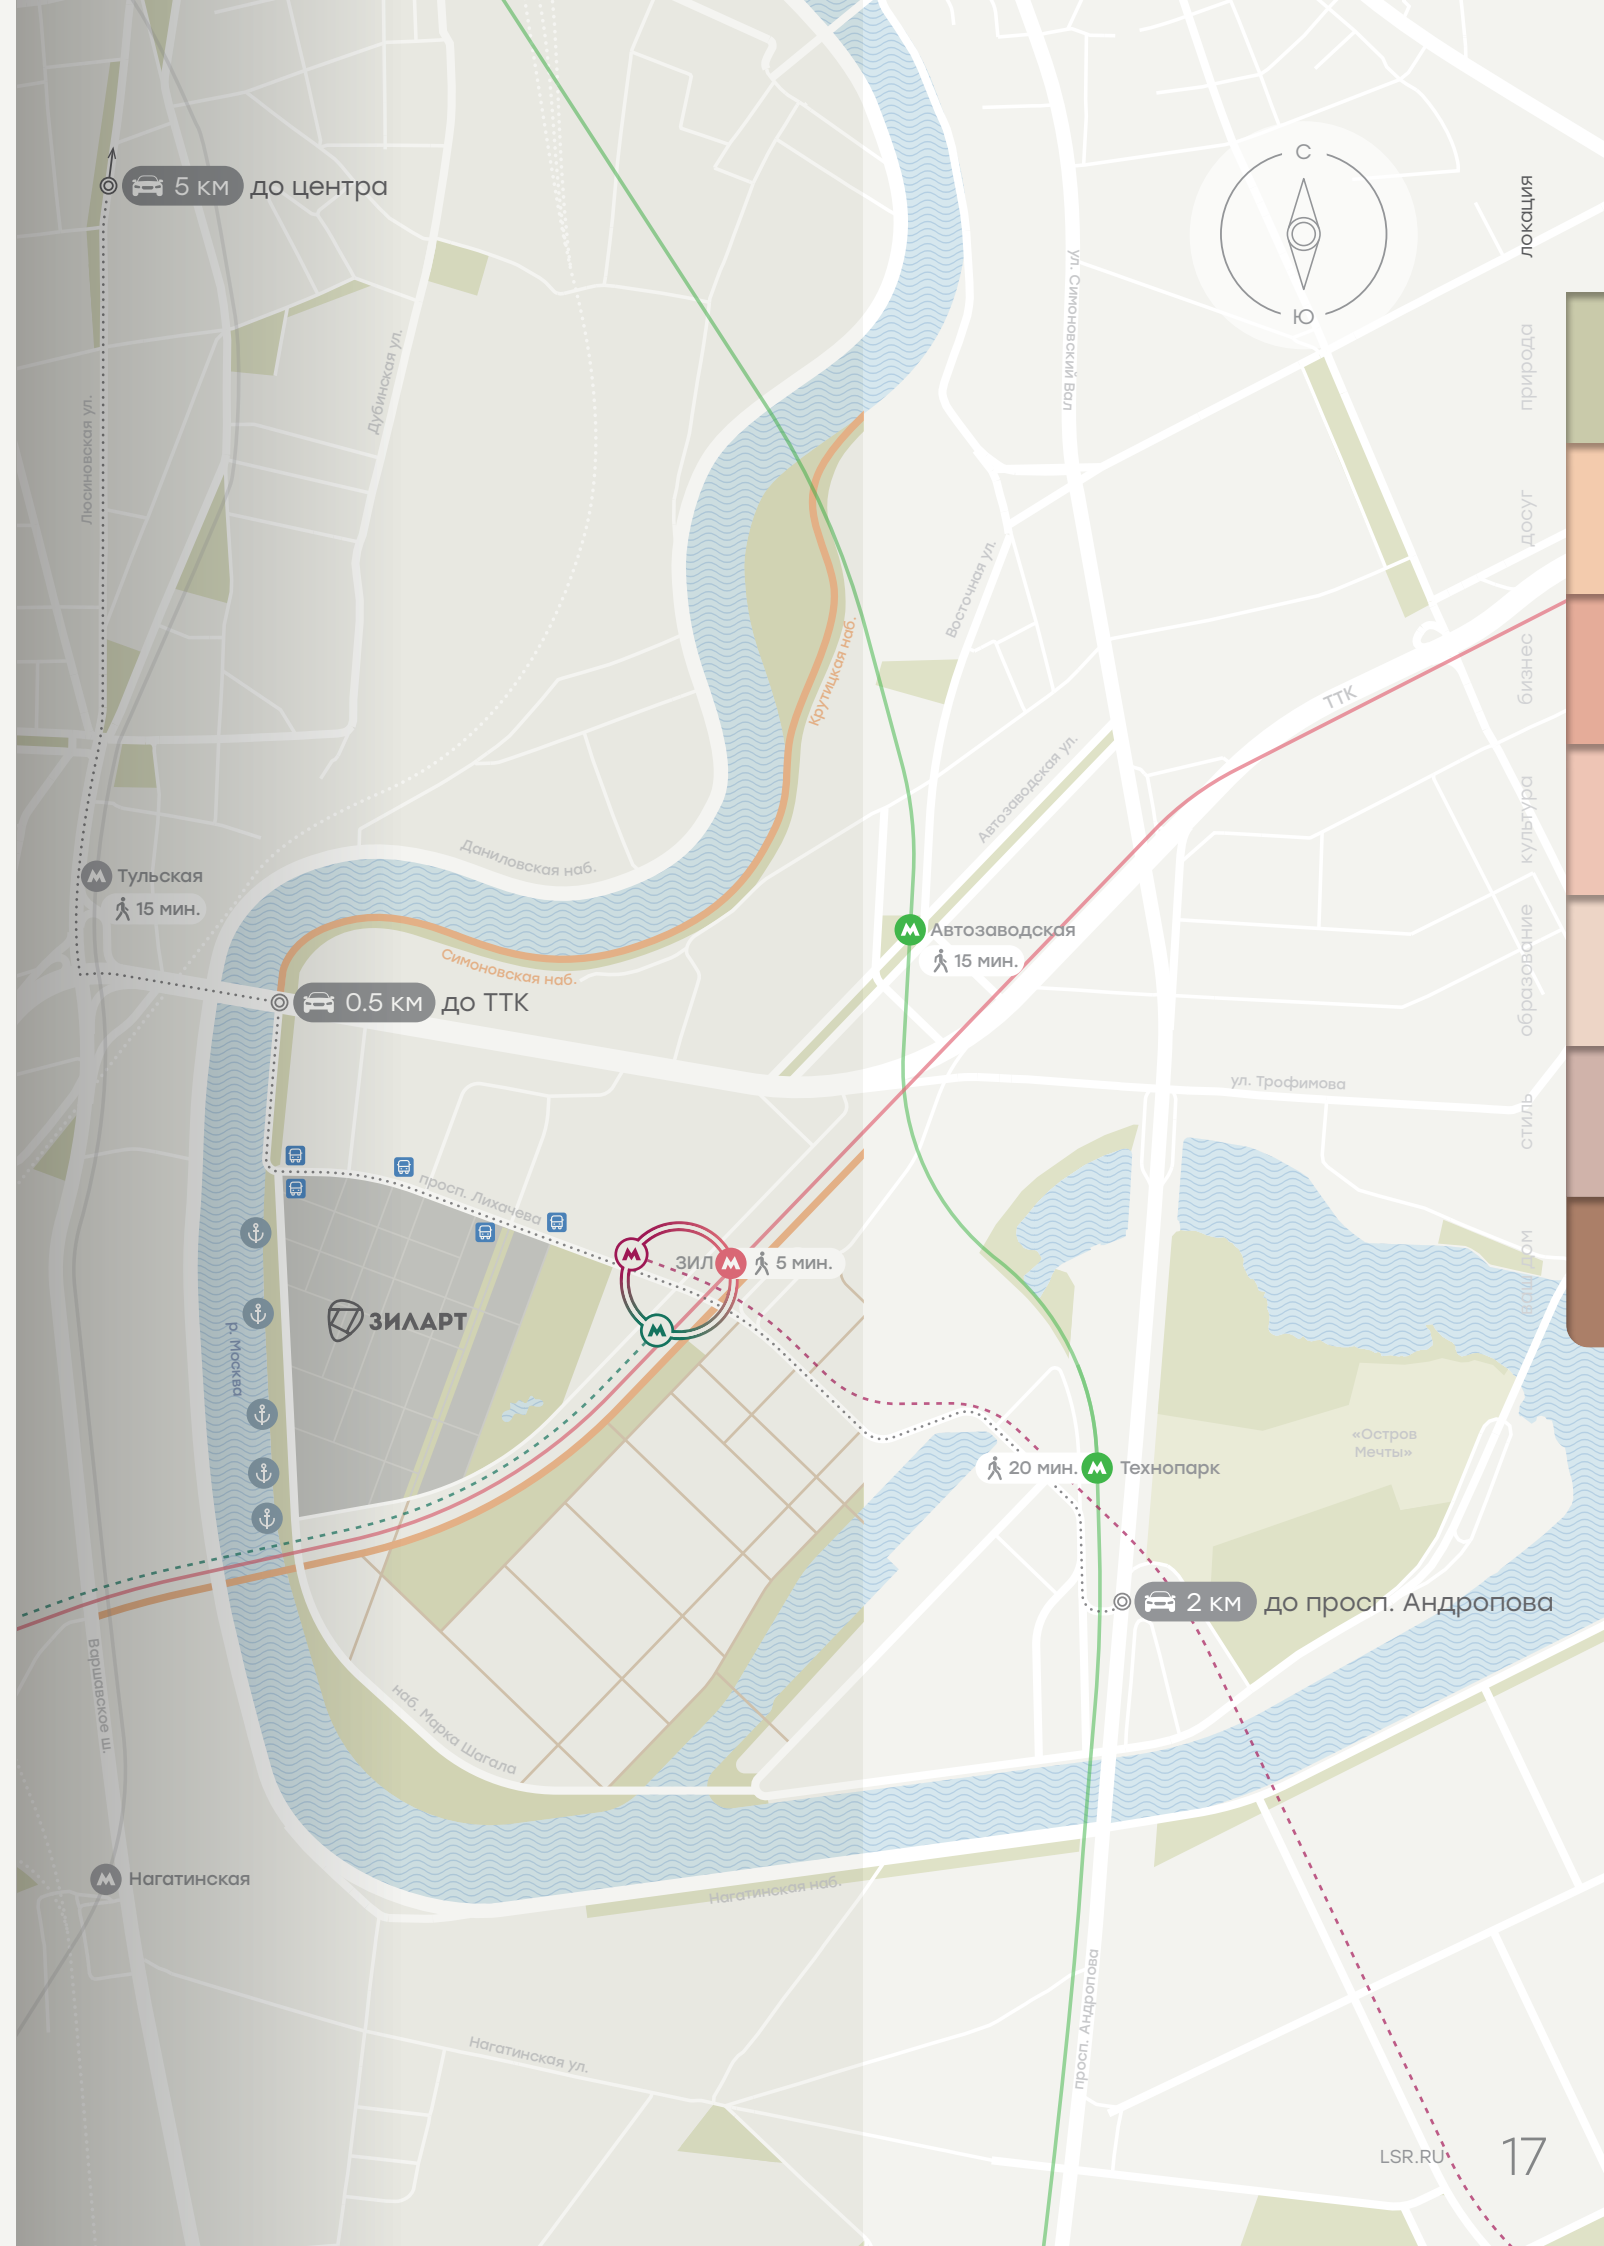 С
Ю
5 км до центра
локация
природа
досуг
бизнес
культура
образование
стиль
дом
Люсиновская ул.
Дубинская ул.
ул. Симоновский Вал
Восточная ул.
Крутицкая наб.
ТТК
Автозаводская ул.
Даниловская наб.
Тульская
15 мин.
Автозаводская
15 мин.
Симоновская наб.
0.5 км до ТТК
ул. Трофимова
просп. Лихачева
ЗИЛ
5 мин.
ЗИЛАРТ
р. Москва
«Остров
Мечты»
20 мин.
Технопарк
2 км до просп. Андропова
Варшавское ш.
наб. Марка Шагала
Нагатинская
Нагатинская наб.
просп. Андропова
Нагатинская ул.
LSR.RU
17